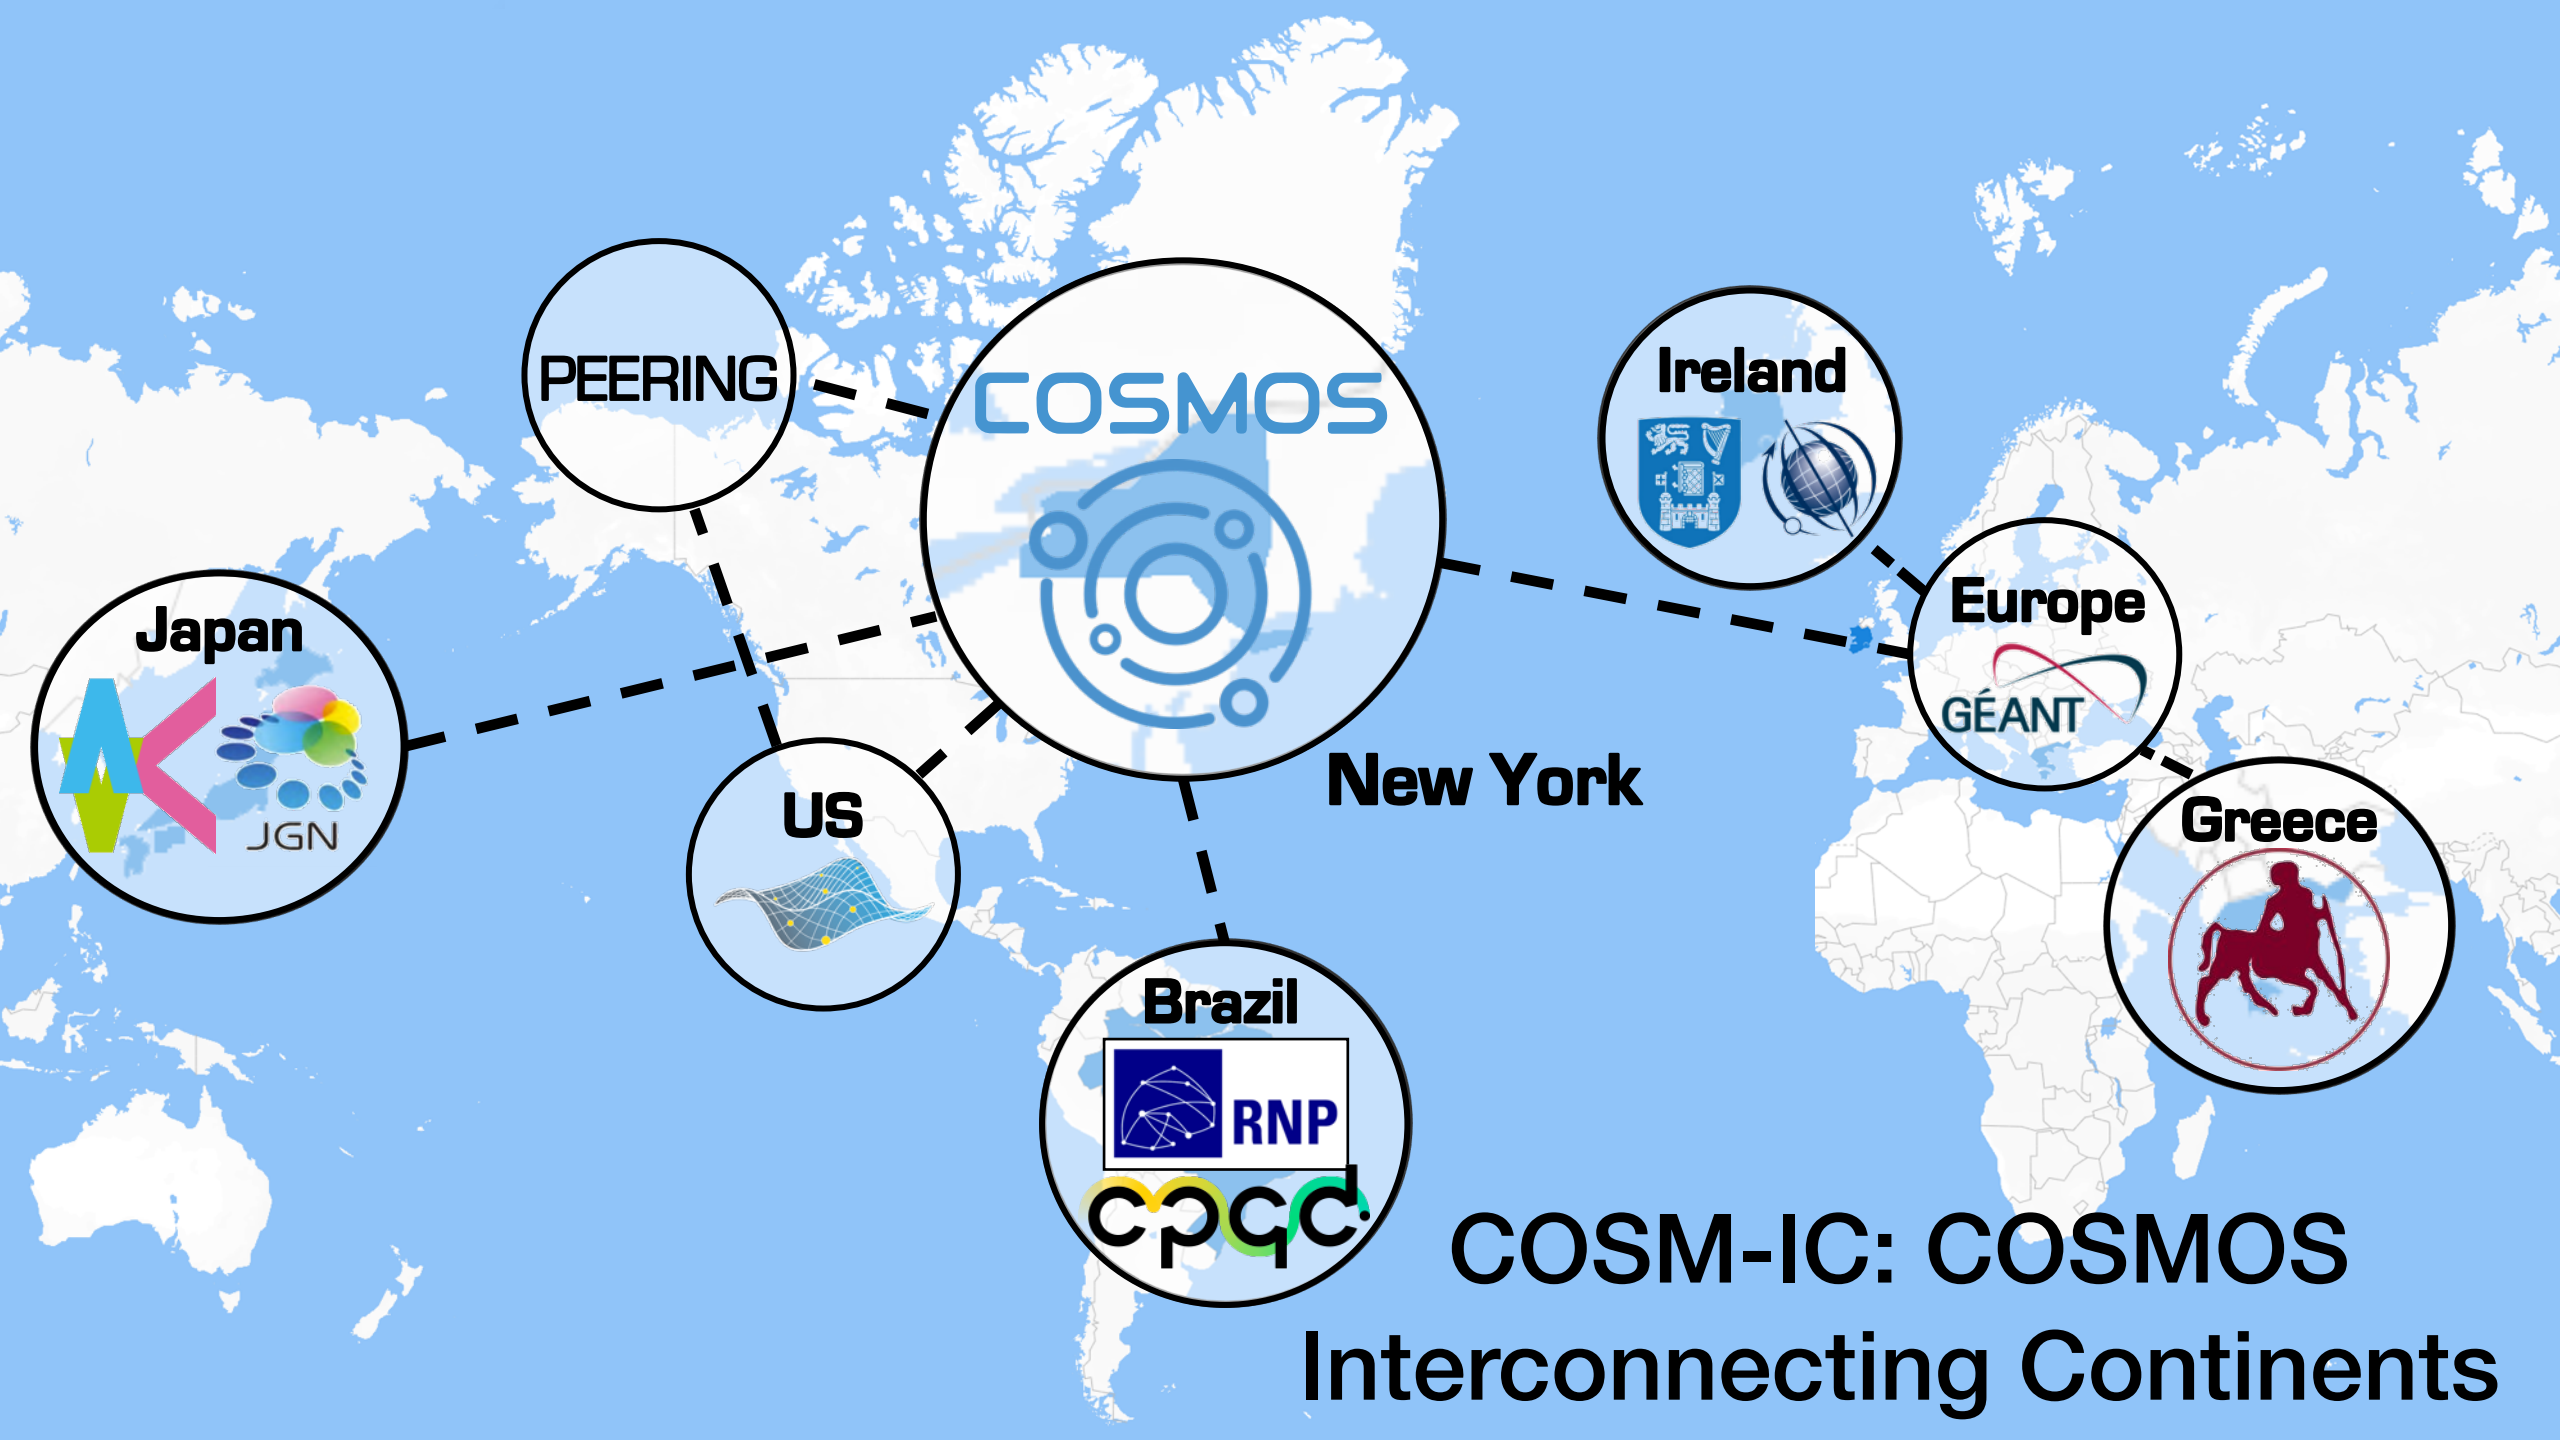 PEERING
COSMOS
Ireland
Europe
GÉANT
Japan
JGN
US
New York
Greece
Brazil
RNP
cpqd
COSM-IC: COSMOS
Interconnecting Continents